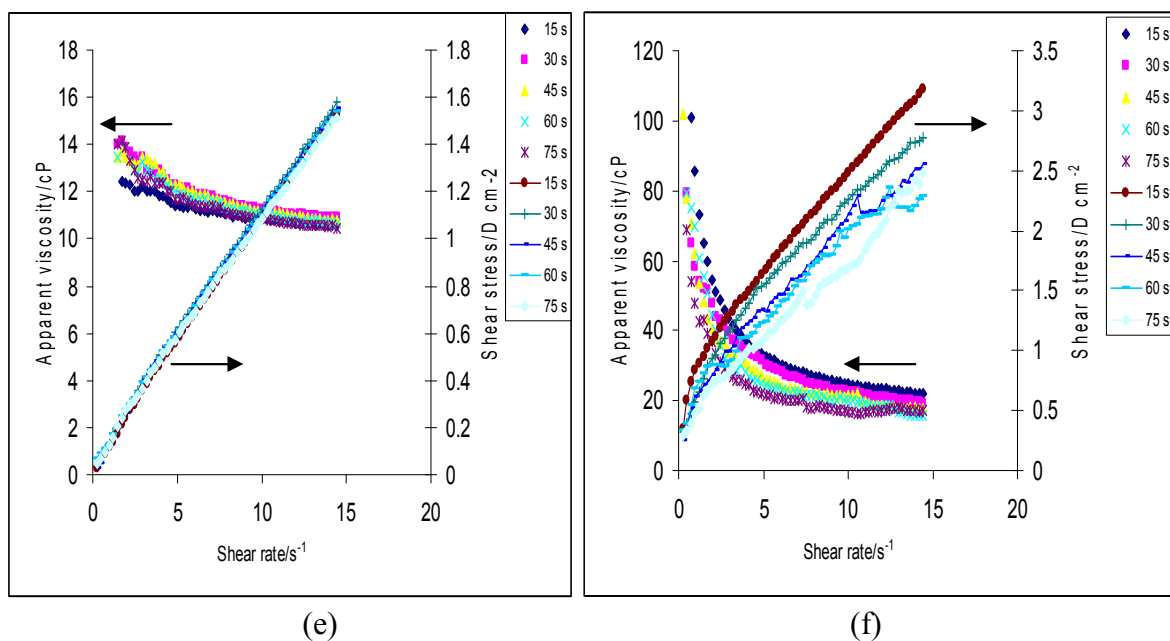 18
16
14
12
10
8
6
4
2
0
Apparent viscosity/cP
1.8
1.6
1.4
1.2
1
0.8
0.6
0.4
0.2
0
Shear stress/D cm-2
0
5
10
15
20
Shear rate/s-1
15 s
30 s
45 s
60 s
75 s
15 s
30 s
45 s
60 s
75 s
(e)
120
100
80
60
40
20
0
Apparent viscosity/cP
3.5
3
2.5
2
1.5
1
0.5
0
Shear stress/D cm-2
0
5
10
15
20
Shear rate/s-1
15 s
30 s
45 s
60 s
75 s
15 s
30 s
45 s
60 s
75 s
(f)